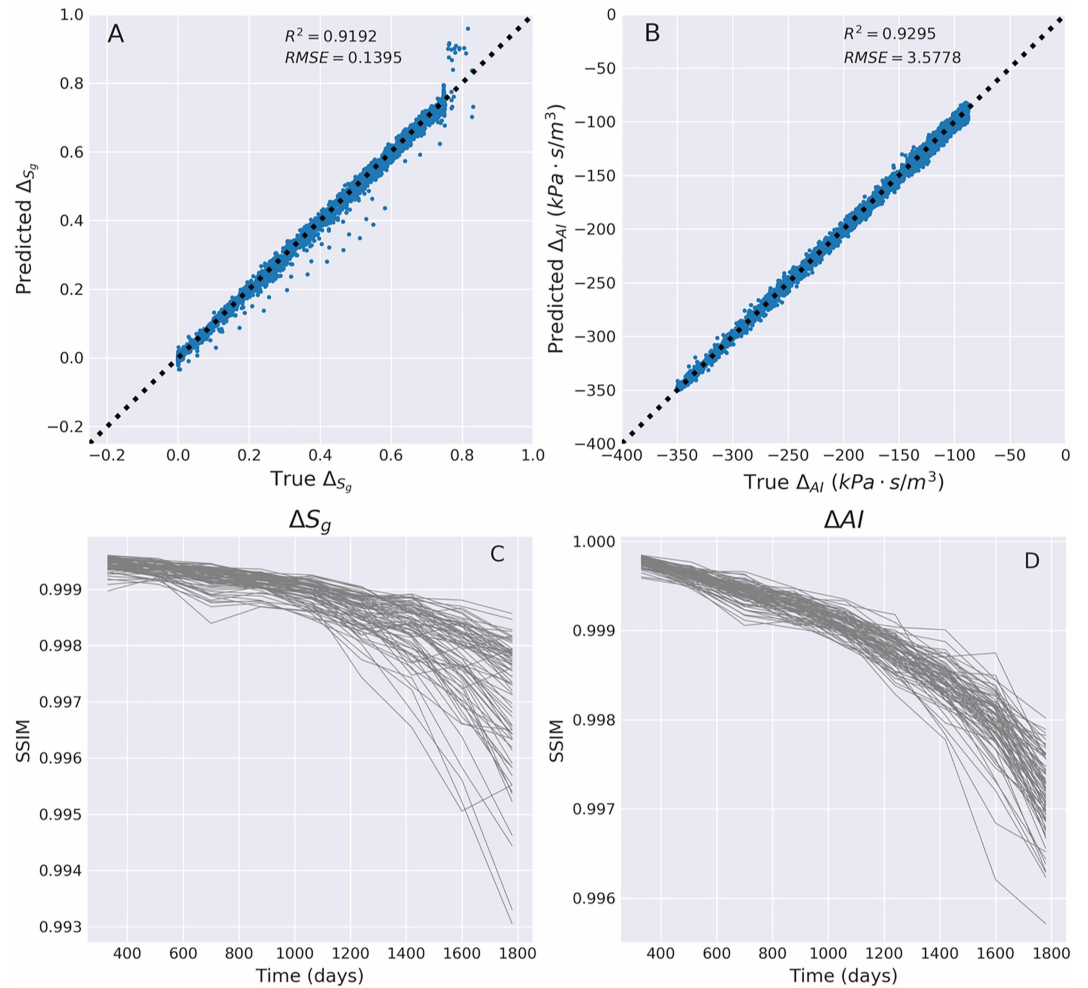 A
R² = 0.9192
RMSE = 0.1395
1.0
0.8
0.6
0.4
0.2
0.0
−0.2
Predicted Δ_{S_g}
−0.2 0.0 0.2 0.4 0.6 0.8 1.0
True Δ_{S_g}
B
R² = 0.9295
RMSE = 3.5778
0
−50
−100
−150
−200
−250
−300
−350
−400
Predicted Δ_{AI} (kPa · s/m³)
−400 −350 −300 −250 −200 −150 −100 −50 0
True Δ_{AI} (kPa · s/m³)
ΔS_g
C
0.999
0.998
0.997
0.996
0.995
0.994
0.993
SSIM
400 600 800 1000 1200 1400 1600 1800
Time (days)
ΔAI
D
1.000
0.999
0.998
0.997
0.996
SSIM
400 600 800 1000 1200 1400 1600 1800
Time (days)